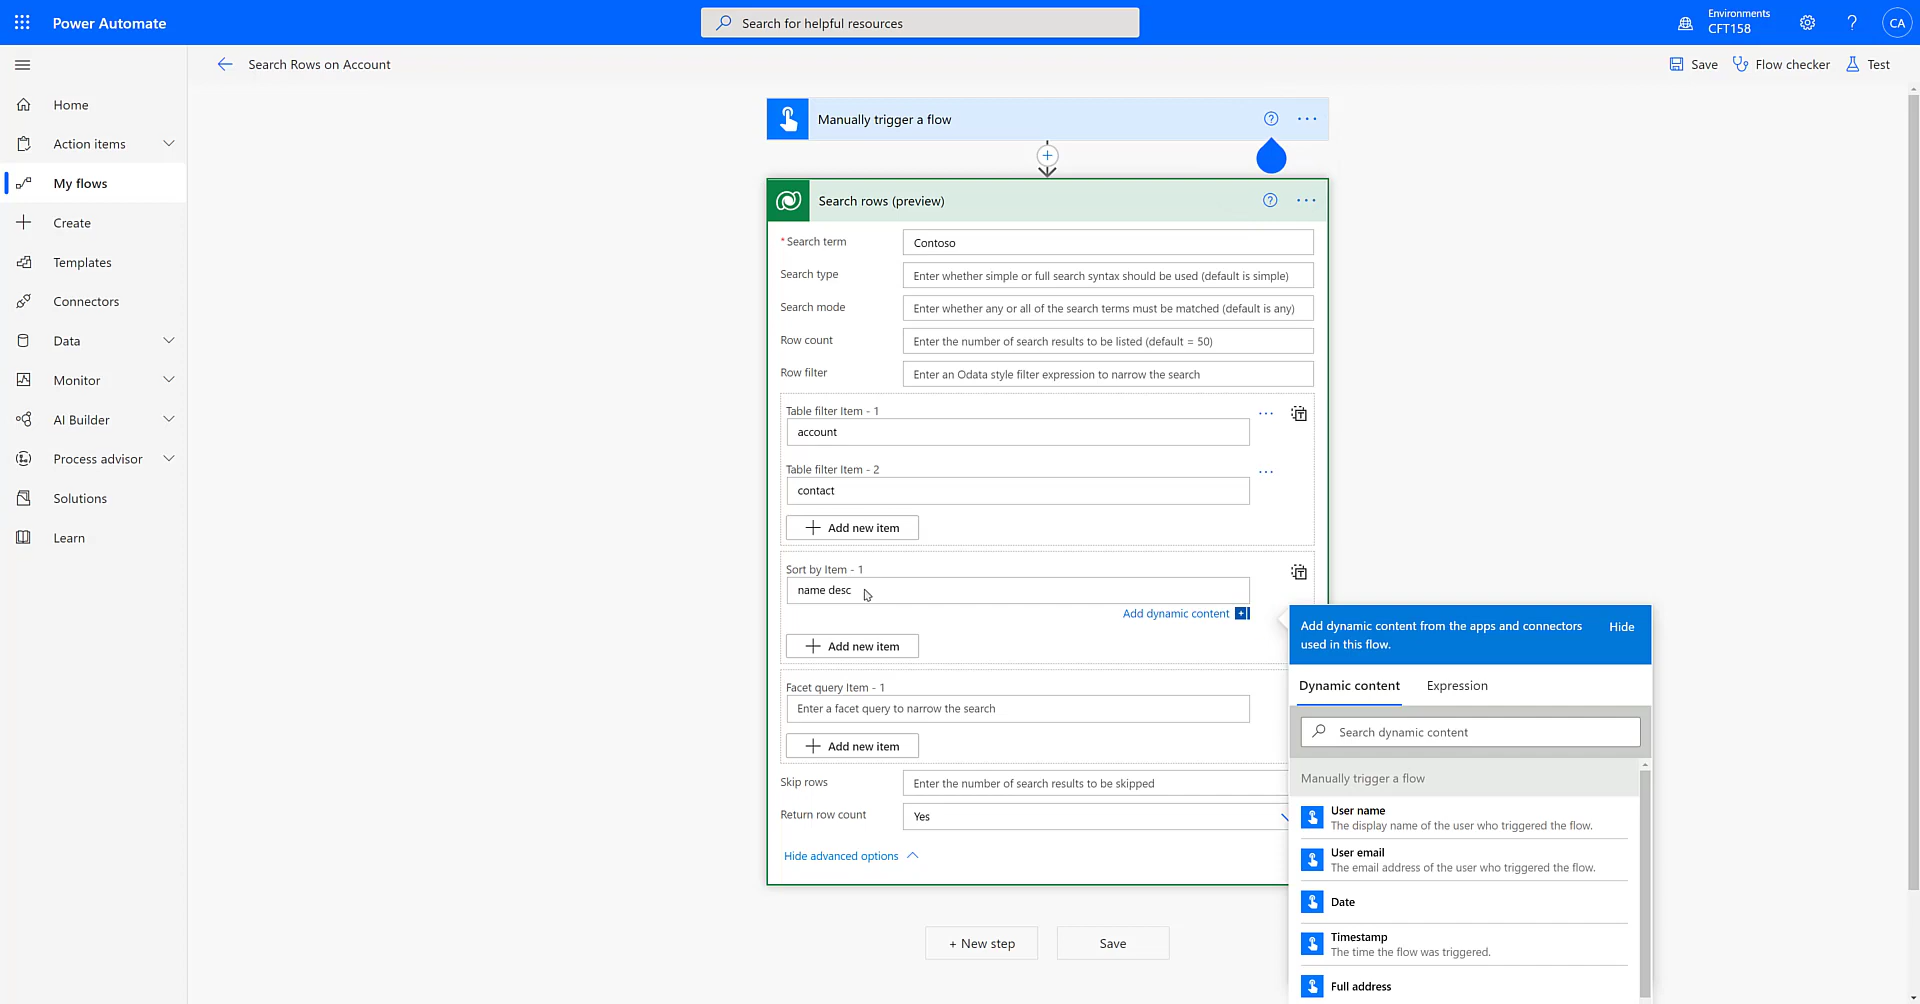 Power Automate
Search for helpful resources
Environments
CFT158
?
CA
Search Rows on Account
Save
Flow checker
Test
Home
Action items
My flows
Create
Templates
Connectors
Data
Monitor
AI Builder
Process advisor
Solutions
Learn
Manually trigger a flow
Search rows (preview)
* Search term
Contoso
Search type
Enter whether simple or full search syntax should be used (default is simple)
Search mode
Enter whether any or all of the search terms must be matched (default is any)
Row count
Enter the number of search results to be listed (default = 50)
Row filter
Enter an Odata style filter expression to narrow the search
Table filter Item - 1
account
Table filter Item - 2
contact
Add new item
Sort by Item - 1
name desc
Add dynamic content
Add new item
Facet query Item - 1
Enter a facet query to narrow the search
Add new item
Skip rows
Enter the number of search results to be skipped
Return row count
Yes
Hide advanced options
+ New step
Save
Add dynamic content from the apps and connectors
used in this flow.
Hide
Dynamic content
Expression
Search dynamic content
Manually trigger a flow
User name
The display name of the user who triggered the flow.
User email
The email address of the user who triggered the flow.
Date
Timestamp
The time the flow was triggered.
Full address